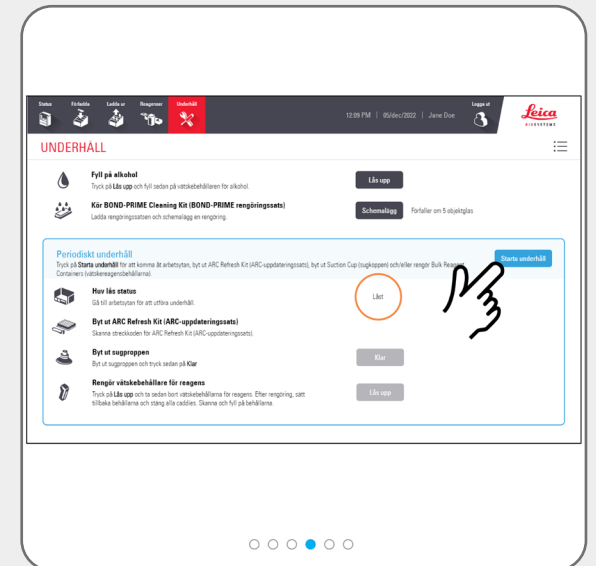 Status Förladda Ladda ur Reagenser Underhåll Logga ut
12:09 PM | 05/dec/2022 | Jane Doe
Leica
BIOSYSTEMS
UNDERHÅLL
Fyll på alkohol
Tryck på Lås upp och fyll sedan på vätskebehållaren för alkohol.
Lås upp
Kör BOND-PRIME Cleaning Kit (BOND-PRIME rengöringssats)
Ladda rengöringssatsen och schemalägg en rengöring.
Schemalägg
Förfaller om 5 objektglas
Periodiskt underhåll
Tryck på Starta underhåll för att komma åt arbetsytan, byt ut ARC Refresh Kit (ARC-uppdateringssats), byt ut Suction Cup (sugkoppen) och/eller rengör Bulk Reagent
Containers (vätskereagensbehållarna).
Starta underhåll
Huv lås status
Gå till arbetsytan för att utföra underhåll.
Låst
Byt ut ARC Refresh Kit (ARC-uppdateringssats)
Skanna streckkoden för ARC Refresh Kit (ARC-uppdateringssats).
Byt ut sugproppen
Byt ut sugproppen och tryck sedan på Klar
Klar
Rengör vätskebehållare för reagens
Tryck på Lås upp och ta sedan bort vätskebehållarna för reagens. Efter rengöring, sätt
tillbaka behållarna och stäng alla caddies. Skanna och fyll på behållarna.
Lås upp